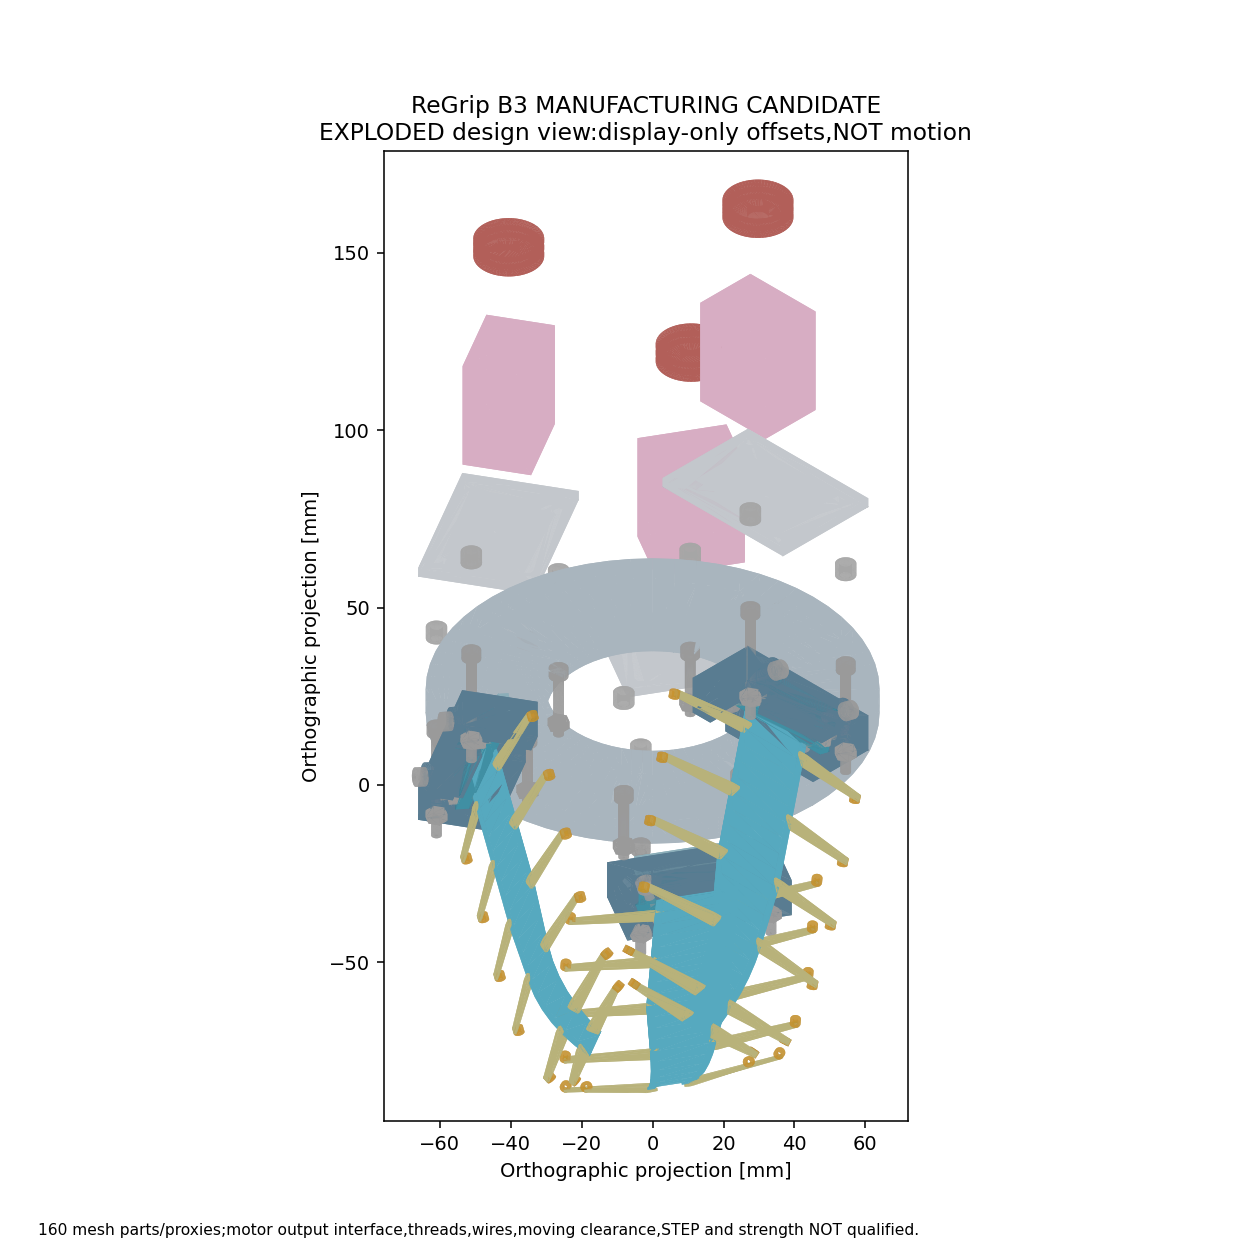 ReGrip B3 MANUFACTURING CANDIDATE
EXPLODED design view:display-only offsets,NOT motion
150
100
50
0
−50
Orthographic projection [mm]
−60 −40 −20 0 20 40 60
Orthographic projection [mm]
160 mesh parts/proxies;motor output interface,threads,wires,moving clearance,STEP and strength NOT qualified.